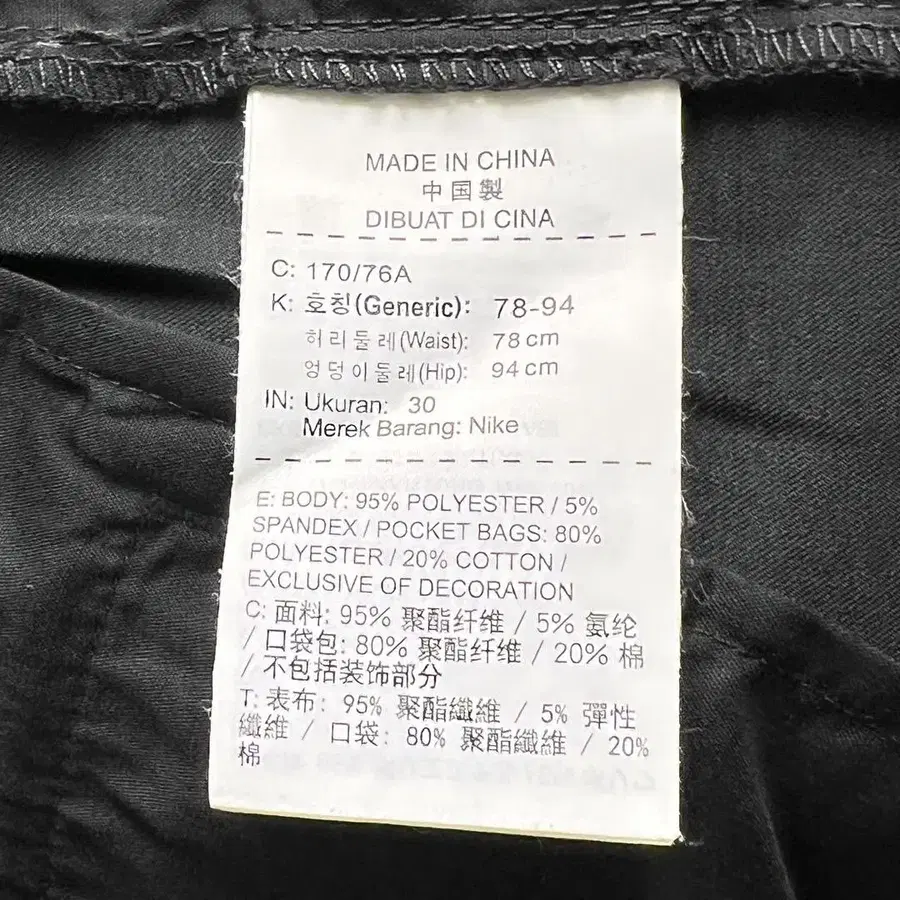 MADE IN CHINA
中国製
DIBUAT DI CINA
C: 170/76A
K: 호칭(Generic): 78-94
허리둘레(Waist): 78 cm
엉덩이둘레(Hip): 94 cm
IN: Ukuran: 30
Merek Barang: Nike
E: BODY: 95% POLYESTER / 5%
SPANDEX / POCKET BAGS: 80%
POLYESTER / 20% COTTON /
EXCLUSIVE OF DECORATION
C: 面料: 95% 聚酯纤维 / 5% 氨纶
/ 口袋包: 80% 聚酯纤维 / 20% 棉
/ 不包括装饰部分
T: 表布: 95% 聚酯纖維 / 5% 彈性
纖維 / 口袋: 80% 聚酯纖維 / 20%
棉